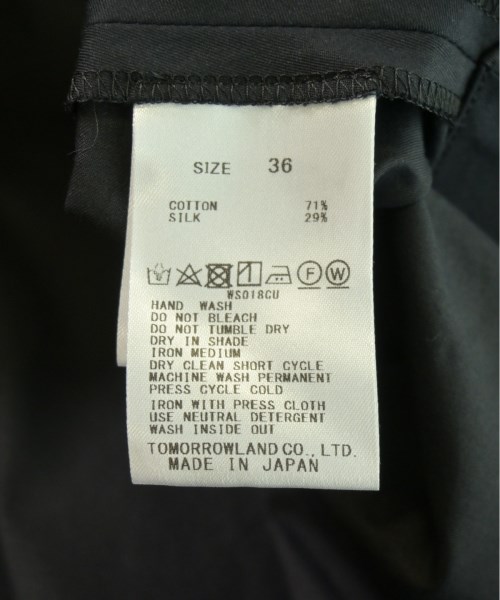 SIZE 36
COTTON 71%
SILK 29%
F W
WS018CU
HAND WASH
DO NOT BLEACH
DO NOT TUMBLE DRY
DRY IN SHADE
IRON MEDIUM
DRY CLEAN SHORT CYCLE
MACHINE WASH PERMANENT
PRESS CYCLE COLD
IRON WITH PRESS CLOTH
USE NEUTRAL DETERGENT
WASH INSIDE OUT
TOMORROWLAND CO., LTD.
MADE IN JAPAN